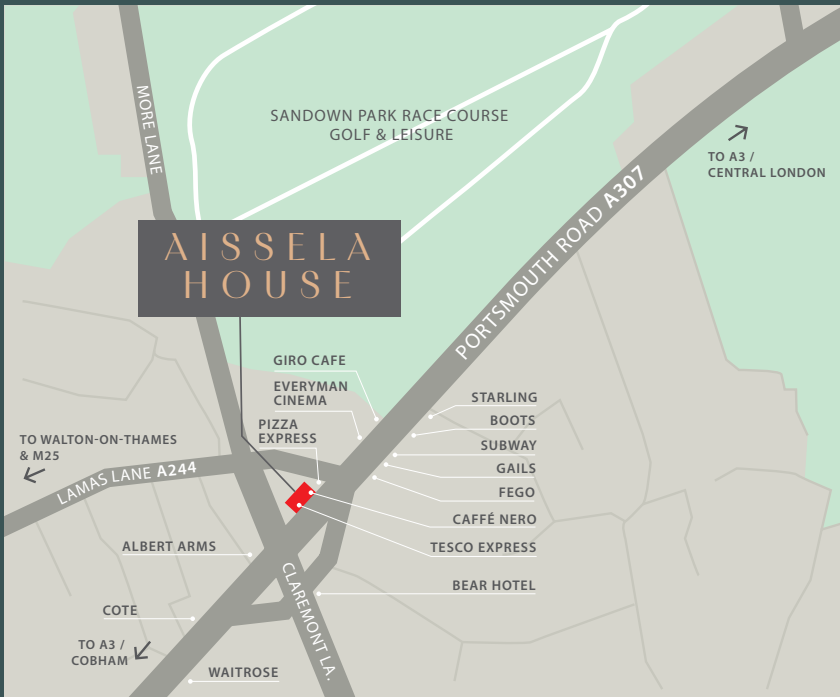 MORE LANE
SANDOWN PARK RACE COURSE
GOLF & LEISURE
TO A3 /
CENTRAL LONDON
PORTSMOUTH ROAD A307
AISSELA
HOUSE
GIRO CAFE
EVERYMAN
CINEMA
PIZZA
EXPRESS
STARLING
BOOTS
SUBWAY
GAILS
FEGO
CAFFÉ NERO
TESCO EXPRESS
BEAR HOTEL
TO WALTON-ON-THAMES
& M25
LAMAS LANE A244
ALBERT ARMS
CLAREMONT LA.
COTE
TO A3 /
COBHAM
WAITROSE